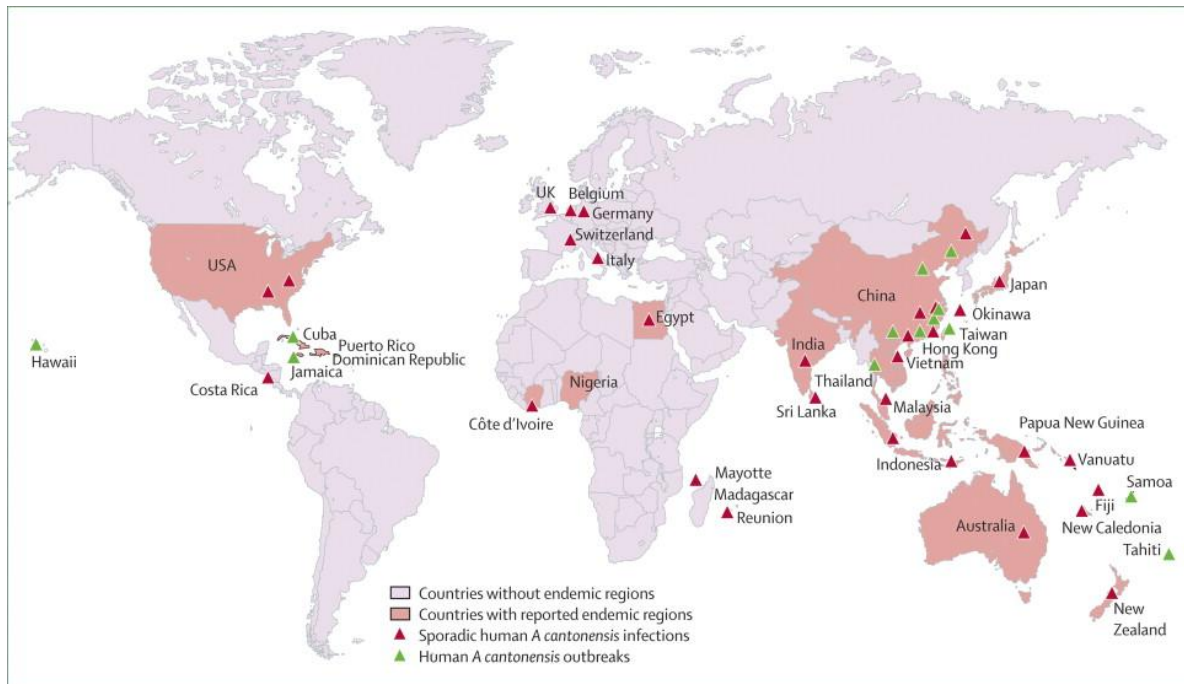 UK
Belgium
Germany
Switzerland
Italy
USA
China
Japan
Okinawa
Egypt
Cuba
Puerto Rico
Dominican Republic
Jamaica
Hawaii
Costa Rica
India
Hong Kong
Taiwan
Vietnam
Nigeria
Thailand
Sri Lanka
Malaysia
Côte d'Ivoire
Papua New Guinea
Indonesia
Vanuatu
Mayotte
Madagascar
Reunion
Samoa
Fiji
Australia
New Caledonia
Tahiti
New
Zealand
Countries without endemic regions
Countries with reported endemic regions
Sporadic human A cantonensis infections
Human A cantonensis outbreaks